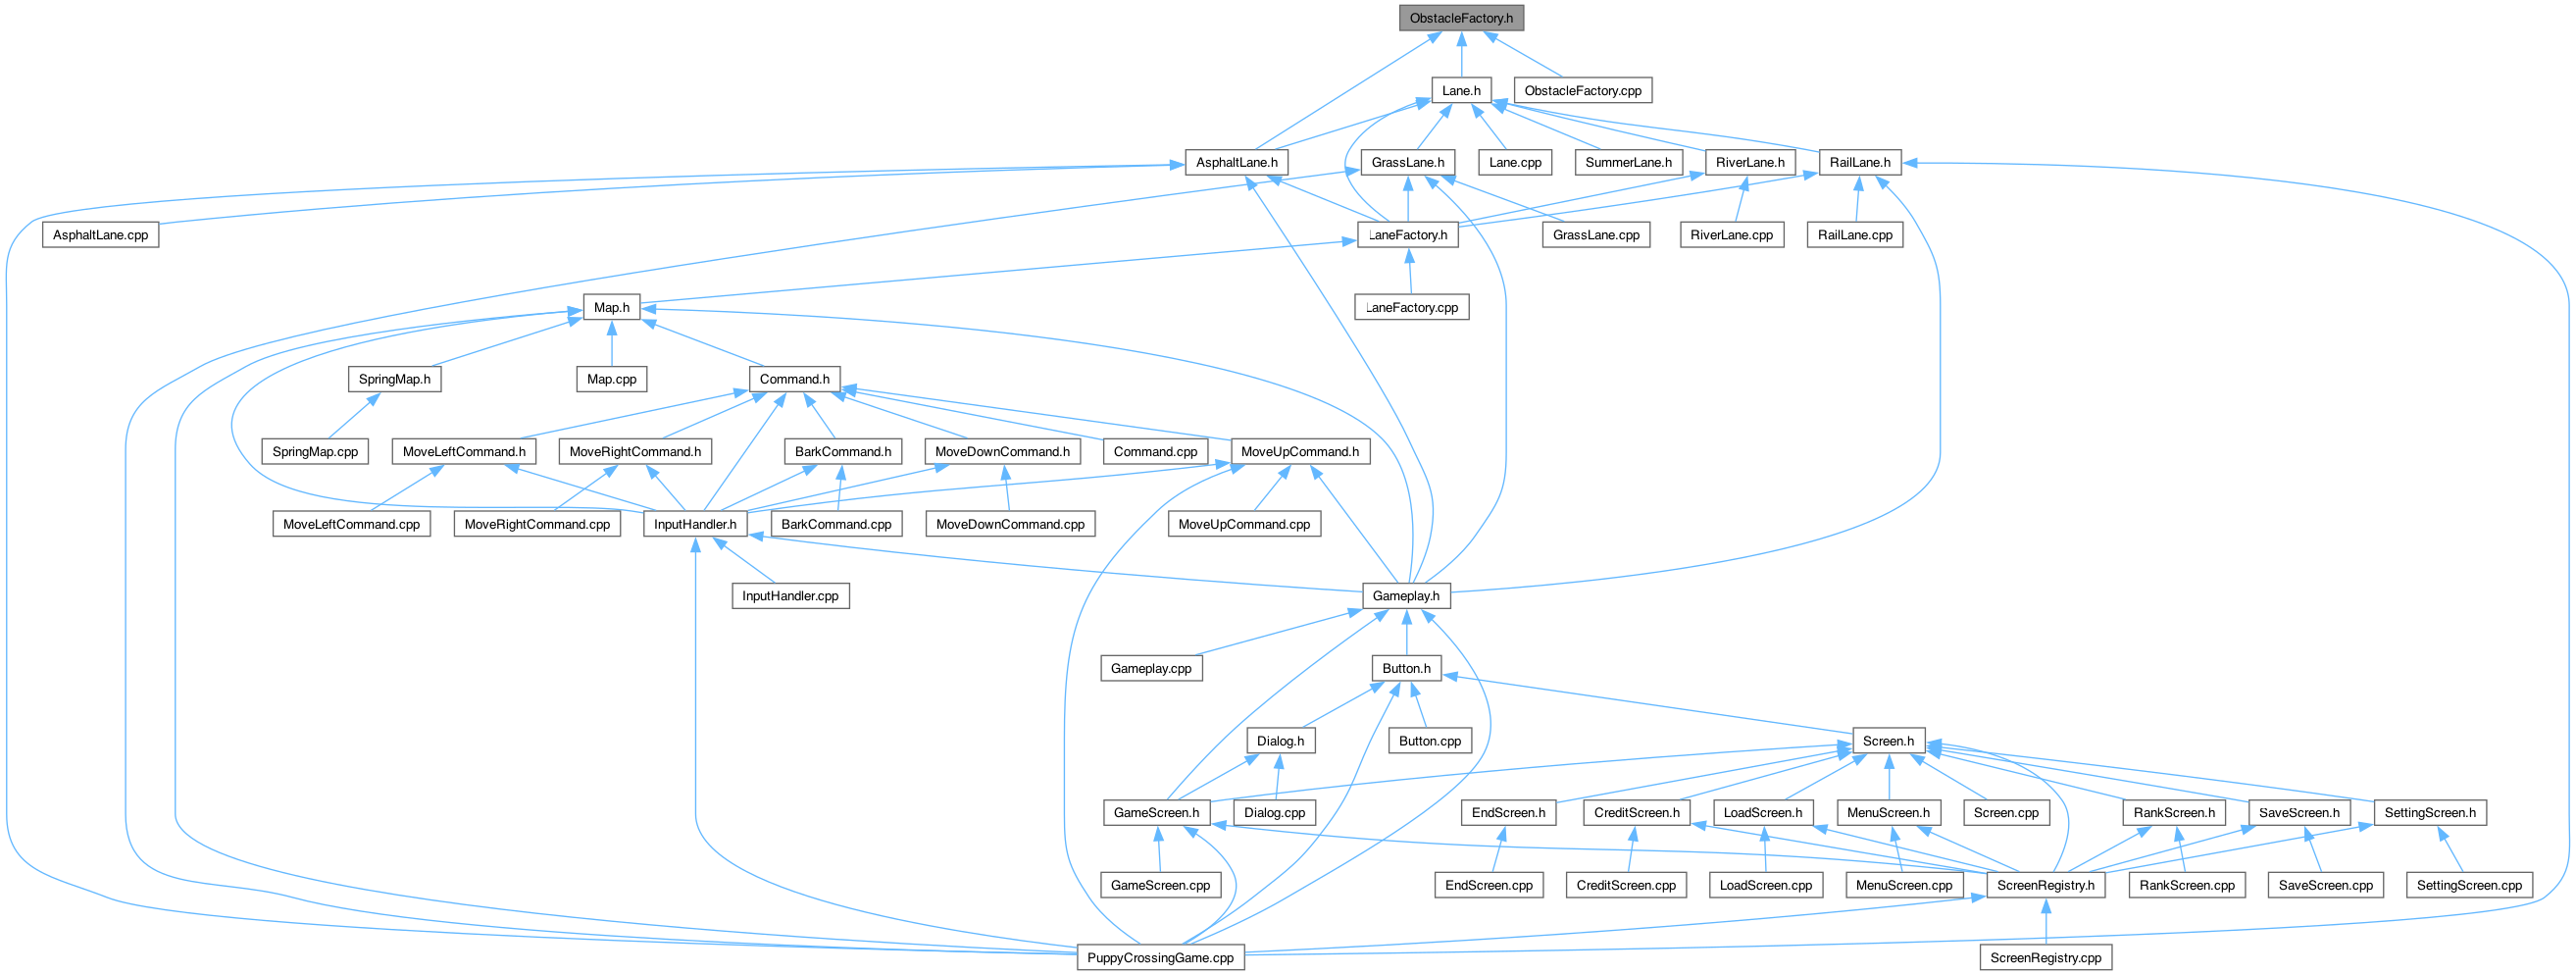 ObstacleFactory.h
Lane.h
ObstacleFactory.cpp
AsphaltLane.h
GrassLane.h
Lane.cpp
SummerLane.h
RiverLane.h
RailLane.h
AsphaltLane.cpp
LaneFactory.h
GrassLane.cpp
RiverLane.cpp
RailLane.cpp
Map.h
LaneFactory.cpp
SpringMap.h
Map.cpp
Command.h
SpringMap.cpp
MoveLeftCommand.h
MoveRightCommand.h
BarkCommand.h
MoveDownCommand.h
Command.cpp
MoveUpCommand.h
MoveLeftCommand.cpp
MoveRightCommand.cpp
InputHandler.h
BarkCommand.cpp
MoveDownCommand.cpp
MoveUpCommand.cpp
InputHandler.cpp
Gameplay.h
Gameplay.cpp
Button.h
Dialog.h
Button.cpp
Screen.h
GameScreen.h
Dialog.cpp
EndScreen.h
CreditScreen.h
LoadScreen.h
MenuScreen.h
Screen.cpp
RankScreen.h
SaveScreen.h
SettingScreen.h
GameScreen.cpp
EndScreen.cpp
CreditScreen.cpp
LoadScreen.cpp
MenuScreen.cpp
ScreenRegistry.h
RankScreen.cpp
SaveScreen.cpp
SettingScreen.cpp
PuppyCrossingGame.cpp
ScreenRegistry.cpp